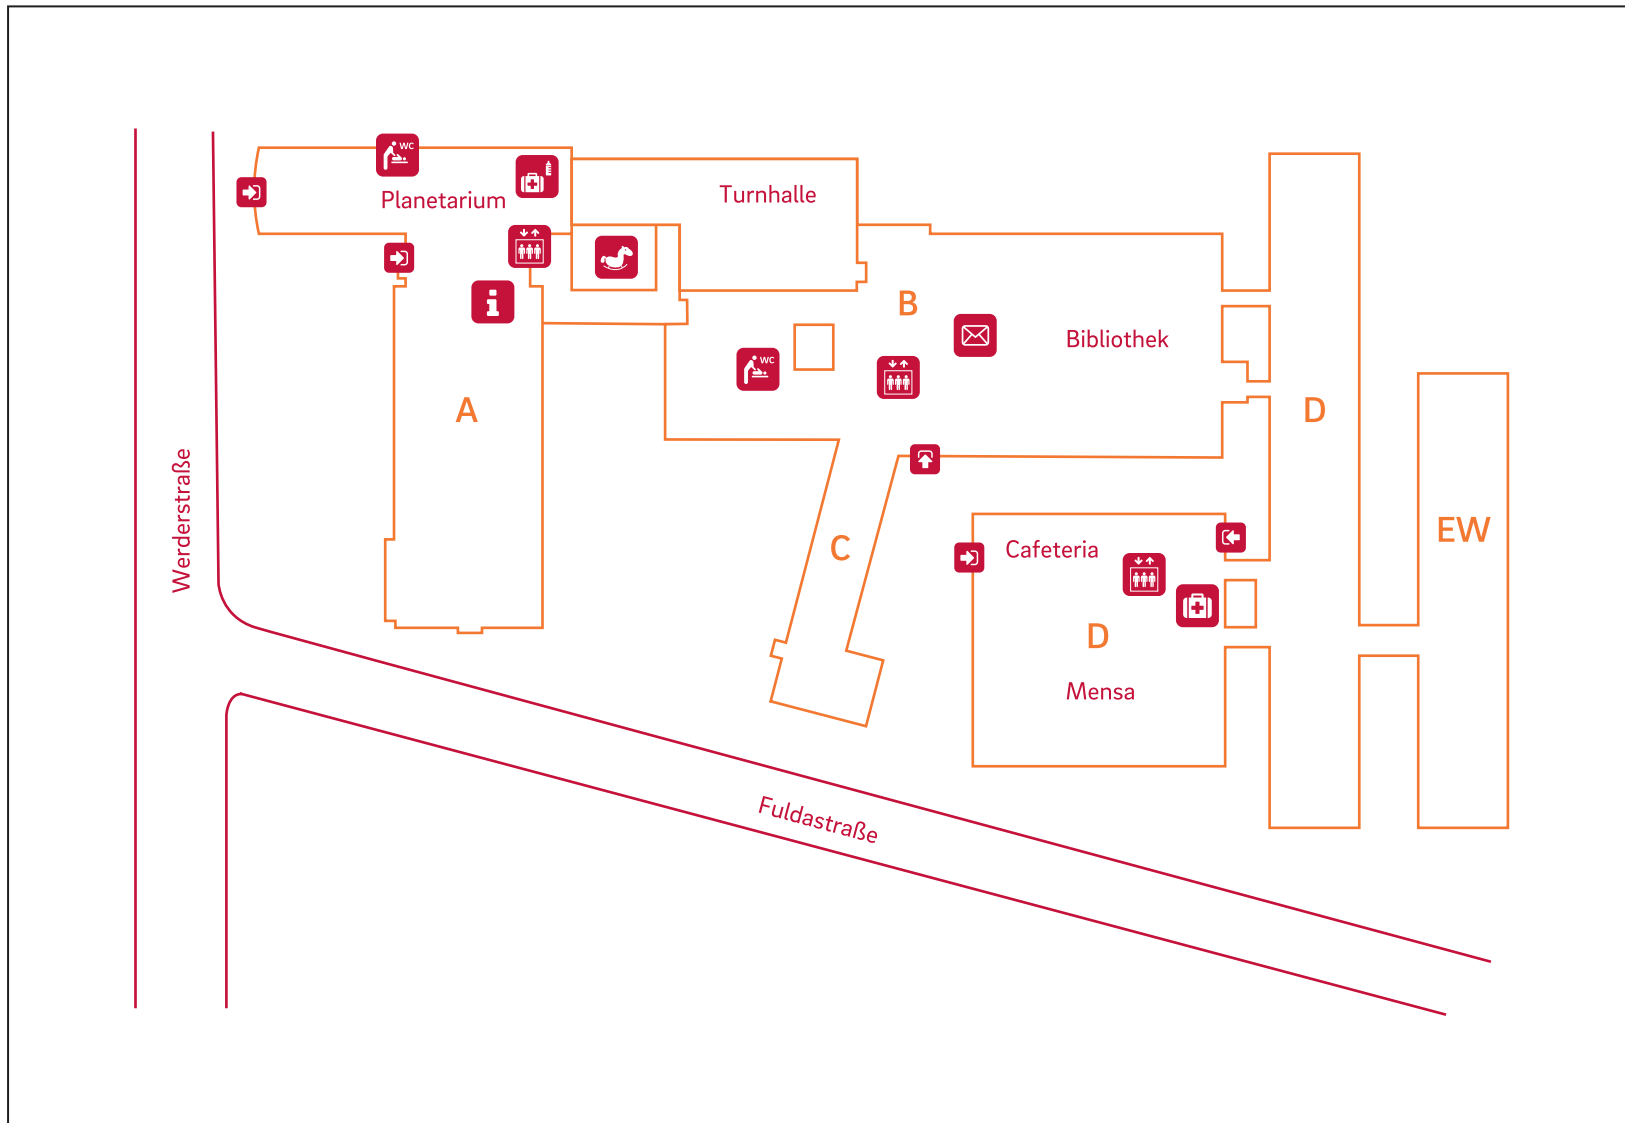 WC
Planetarium
Turnhalle
B
Bibliothek
WC
A
D
Werderstraße
EW
C
Cafeteria
D
Mensa
Fuldastraße